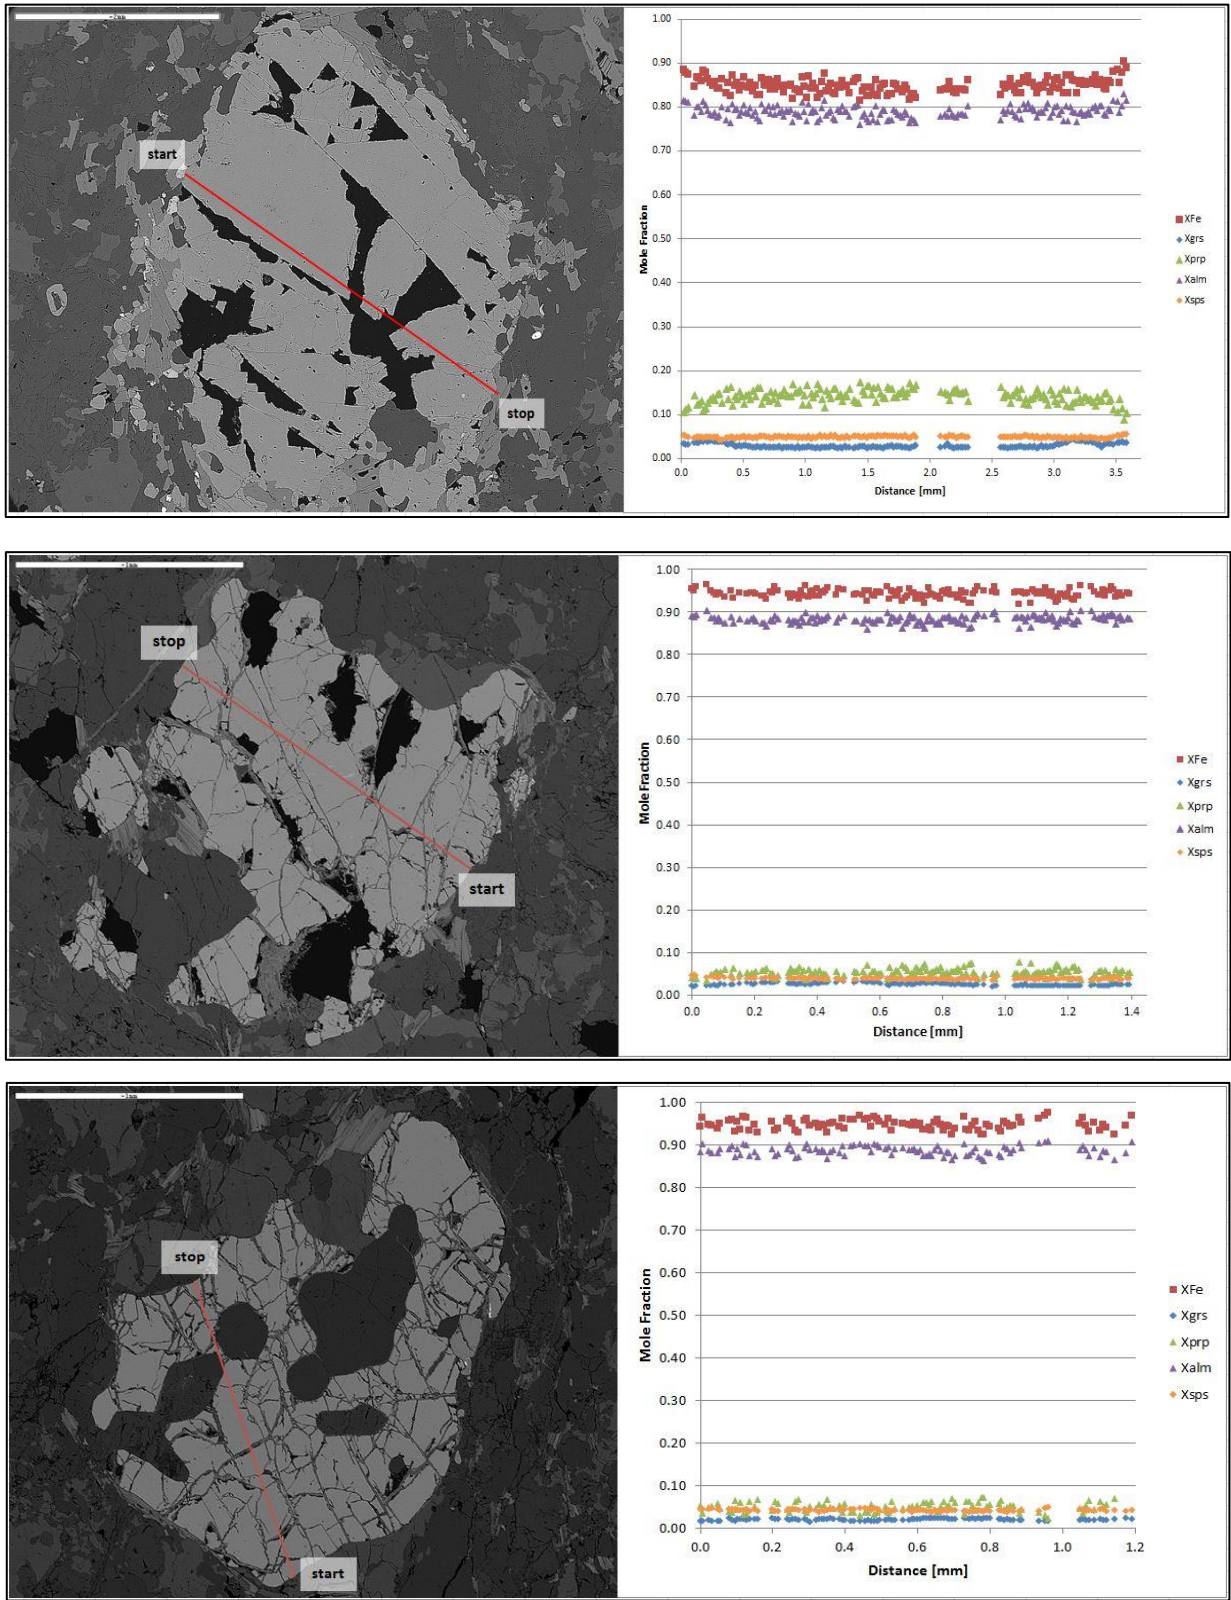 ~2mm
start
stop
1.00
0.90
0.80
0.70
0.60
0.50
0.40
0.30
0.20
0.10
0.00
Mole Fraction
0.0 0.5 1.0 1.5 2.0 2.5 3.0 3.5
Distance [mm]
XFe
Xgrs
Xprp
Xalm
Xsps
~1mm
stop
start
1.00
0.90
0.80
0.70
0.60
0.50
0.40
0.30
0.20
0.10
0.00
Mole Fraction
0.0 0.2 0.4 0.6 0.8 1.0 1.2 1.4
Distance [mm]
XFe
Xgrs
Xprp
Xalm
Xsps
~1mm
stop
start
1.00
0.90
0.80
0.70
0.60
0.50
0.40
0.30
0.20
0.10
0.00
Mole Fraction
0.0 0.2 0.4 0.6 0.8 1.0 1.2
Distance [mm]
XFe
Xgrs
Xprp
Xalm
Xsps